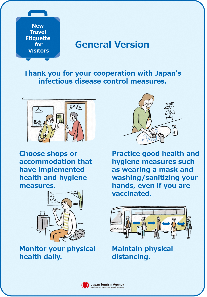 New
Travel
Etiquette
for
Visitors
General Version
Thank you for your cooperation with Japan's
infectious disease control measures.
Choose shops or
accommodation that
have implemented
health and hygiene
measures.
Practice good health and
hygiene measures such
as wearing a mask and
washing/sanitizing your
hands, even if you are
vaccinated.
Monitor your physical
health daily.
Maintain physical
distancing.
Japan Tourism Agency